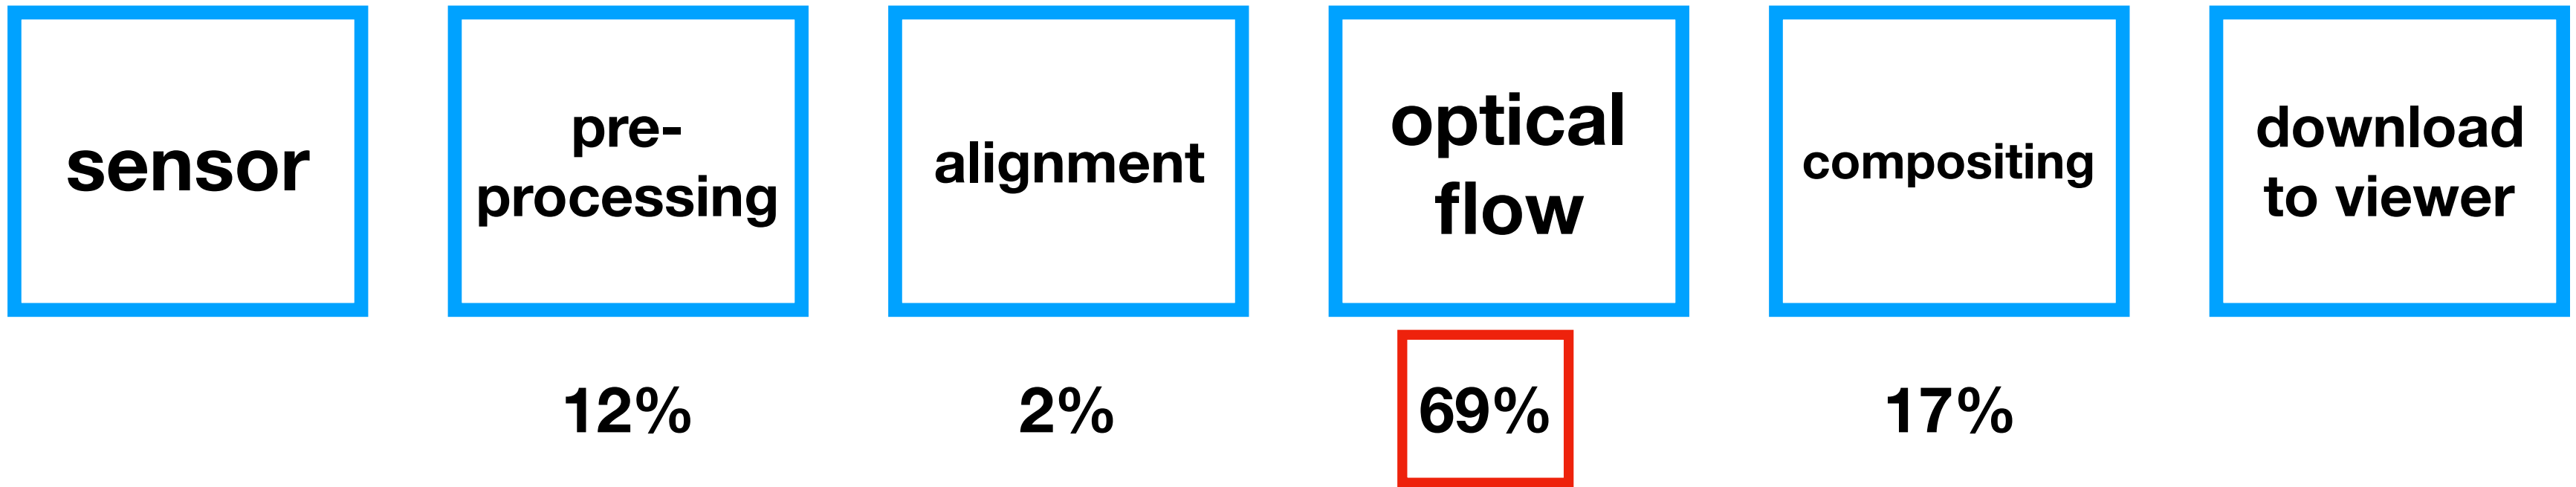 sensor
pre-
processing
alignment
optical
flow
compositing
download
to viewer
12%
2%
69%
17%